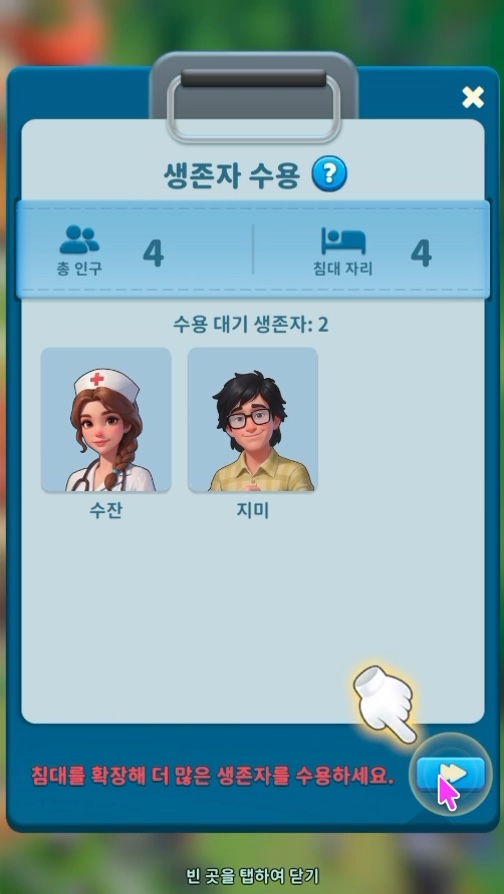 생존자 수용 ?
4
총 인구
4
침대 자리
수용 대기 생존자: 2
수잔
지미
침대를 확장해 더 많은 생존자를 수용하세요.
빈 곳을 탭하여 닫기